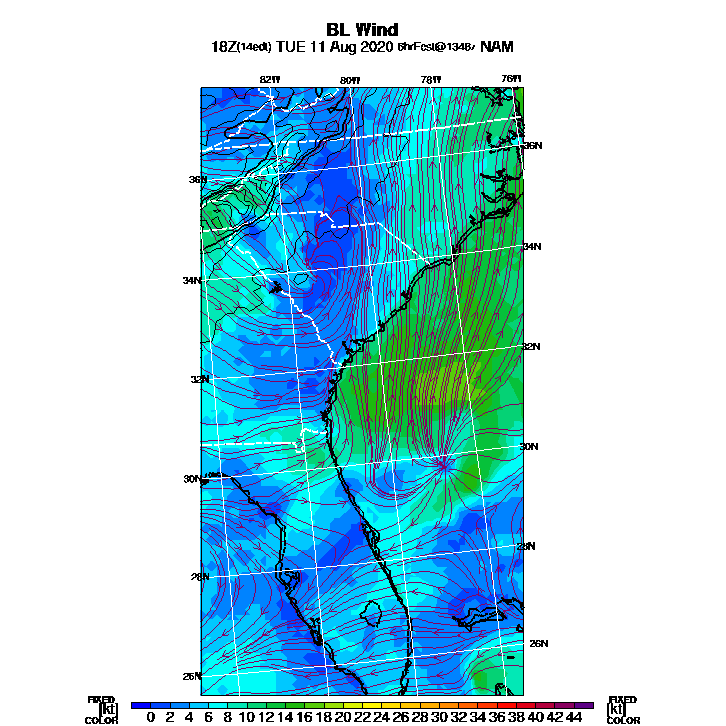 BL Wind
18Z(14edt) TUE 11 Aug 2020 6hrFcst@1348z NAM
82W 80W 78W 76W
36N
36N
34N
34N
32N
32N
30N
30N
28N
28N
26N
26N
FIXED FIXED
[kt] 0 2 4 6 8 10 12 14 16 18 20 22 24 26 28 30 32 34 36 38 40 42 44 [kt]
COLOR COLOR